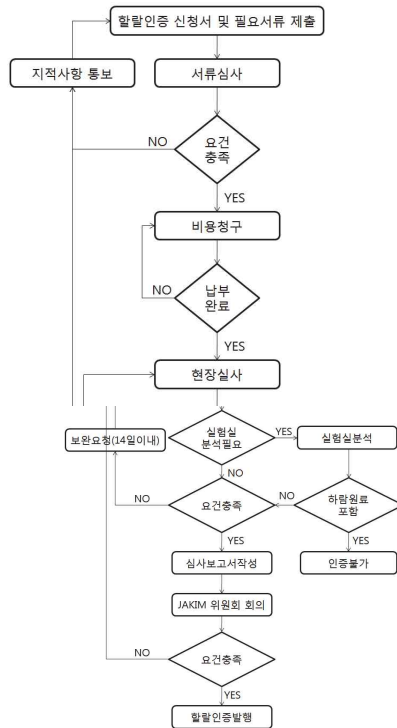 할랄인증 신청서 및 필요서류 제출
지적사항 통보
서류심사
NO
요건
충족
YES
비용청구
NO
납부
완료
YES
현장실사
보완요청(14일이내)
실험실
분석필요
YES
실험실분석
NO
NO
요건충족
NO
하람원료
포함
YES
YES
심사보고서작성
인증불가
JAKIM 위원회 회의
NO
요건충족
YES
할랄인증발행